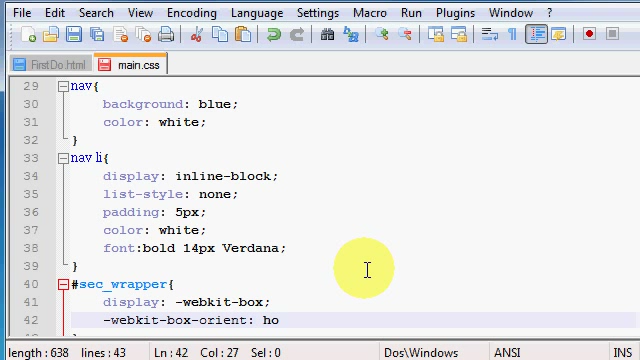 File Edit Search View Encoding Language Settings Macro Run Plugins Window ?
FirstDo.html main.css
29 nav{
30 background: blue;
31 color: white;
32 }
33 nav li{
34 display: inline-block;
35 list-style: none;
36 padding: 5px;
37 color: white;
38 font:bold 14px Verdana;
39 }
40 #sec_wrapper{
41 display: -webkit-box;
42 -webkit-box-orient: ho
length : 638 lines : 43 Ln : 42 Col : 27 Sel : 0 Dos\Windows ANSI INS